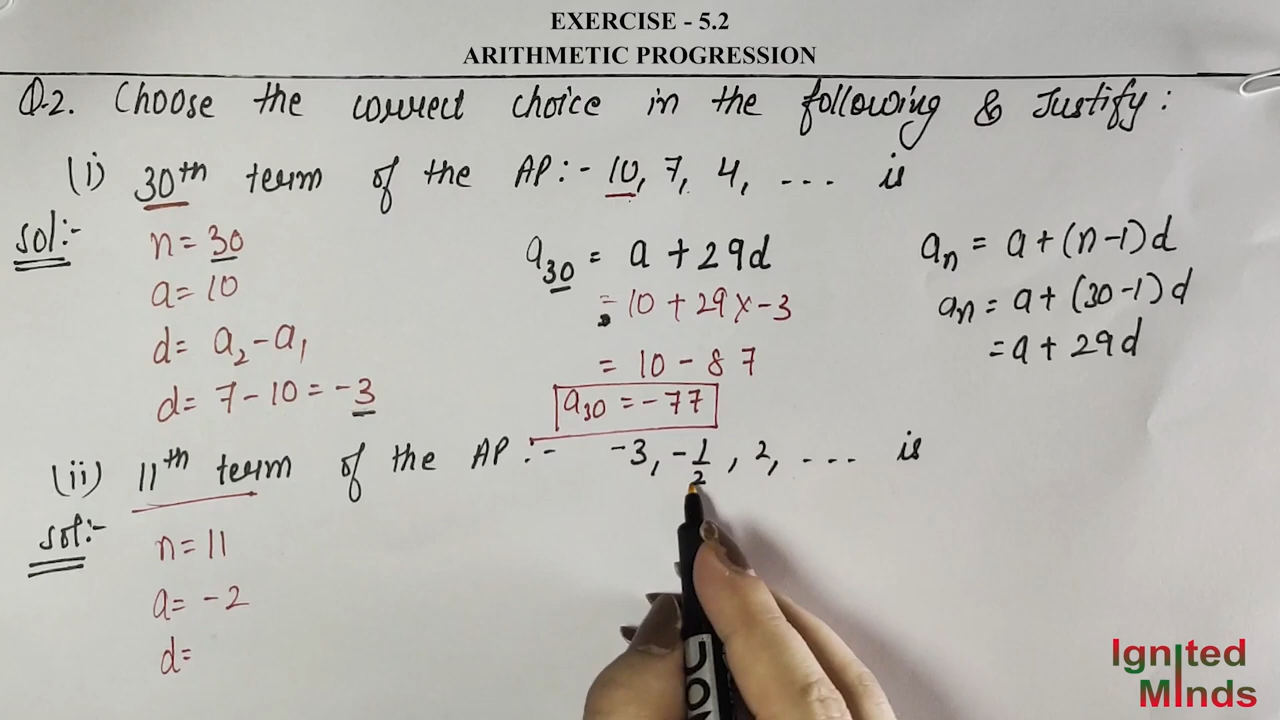 EXERCISE - 5.2
ARITHMETIC PROGRESSION
Q.2. Choose the correct choice in the following & Justify :
(i) 30th term of the AP :- 10, 7, 4, ... is
Sol:-
n = 30
a = 10
d = a2 - a1
d = 7 - 10 = -3
a30 = a + 29d
= 10 + 29 x -3
= 10 - 87
a30 = -77
an = a + (n-1)d
an = a + (30-1)d
= a + 29d
(ii) 11th term of the AP :- -3, -1/2, 2, ... is
Sol:-
n = 11
a = -2
d =
Ignited
Minds